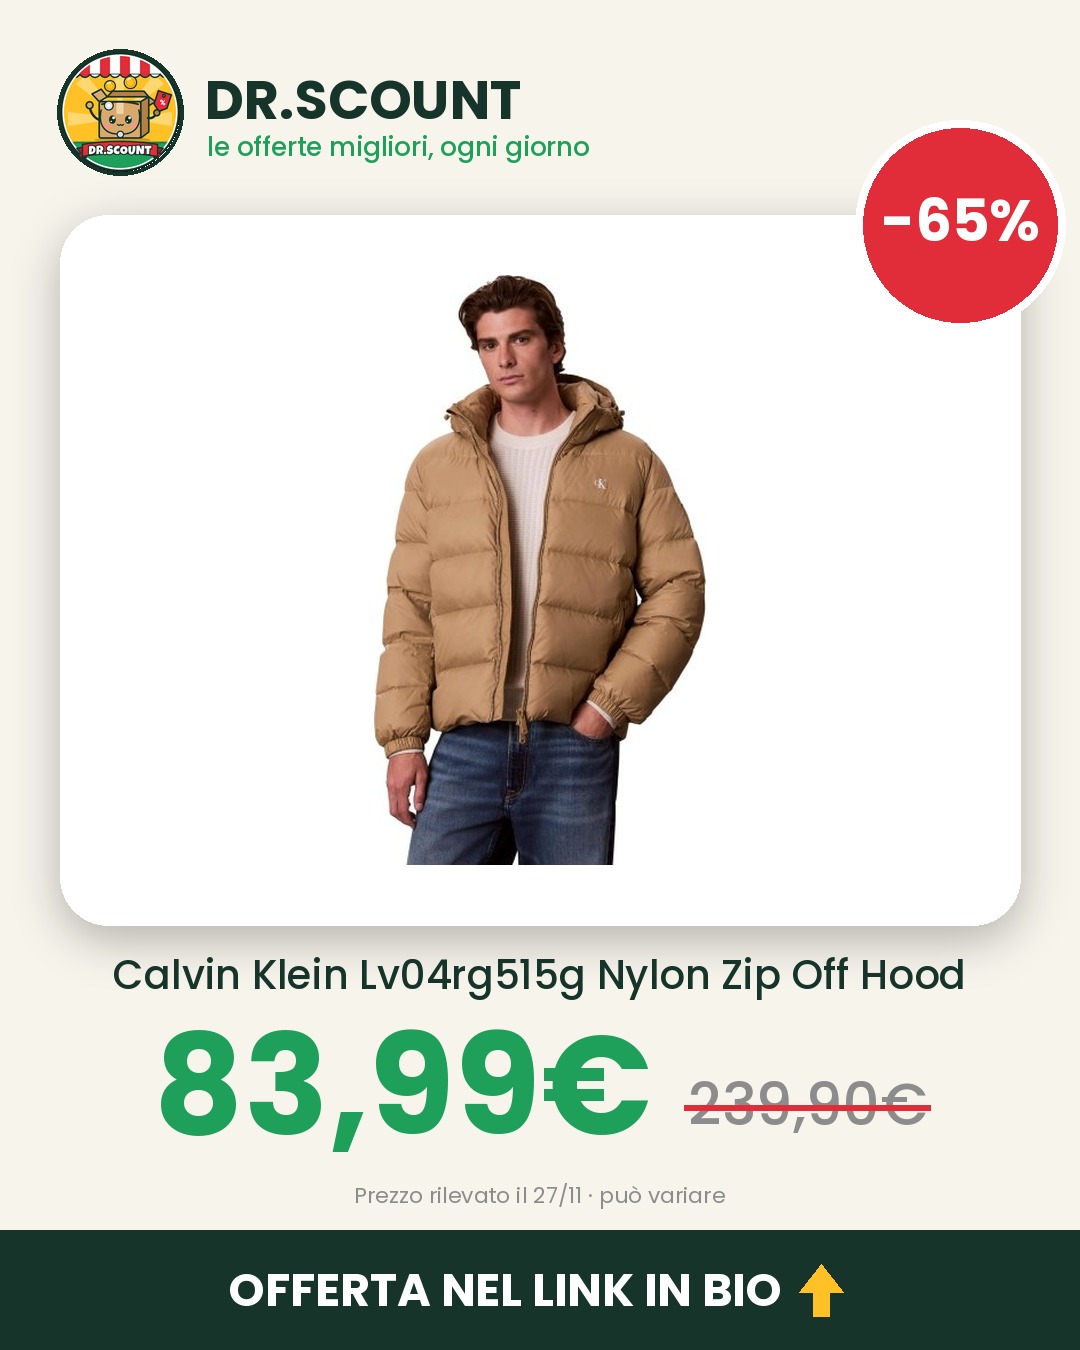 DR.SCOUNT
DR.SCOUNT
le offerte migliori, ogni giorno
%
-65%
CK
Calvin Klein Lv04rg515g Nylon Zip Off Hood
83,99€ 239,90€
Prezzo rilevato il 27/11 · può variare
OFFERTA NEL LINK IN BIO